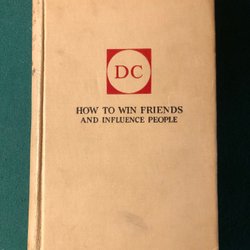 DC
HOW TO WIN FRIENDS
AND INFLUENCE PEOPLE